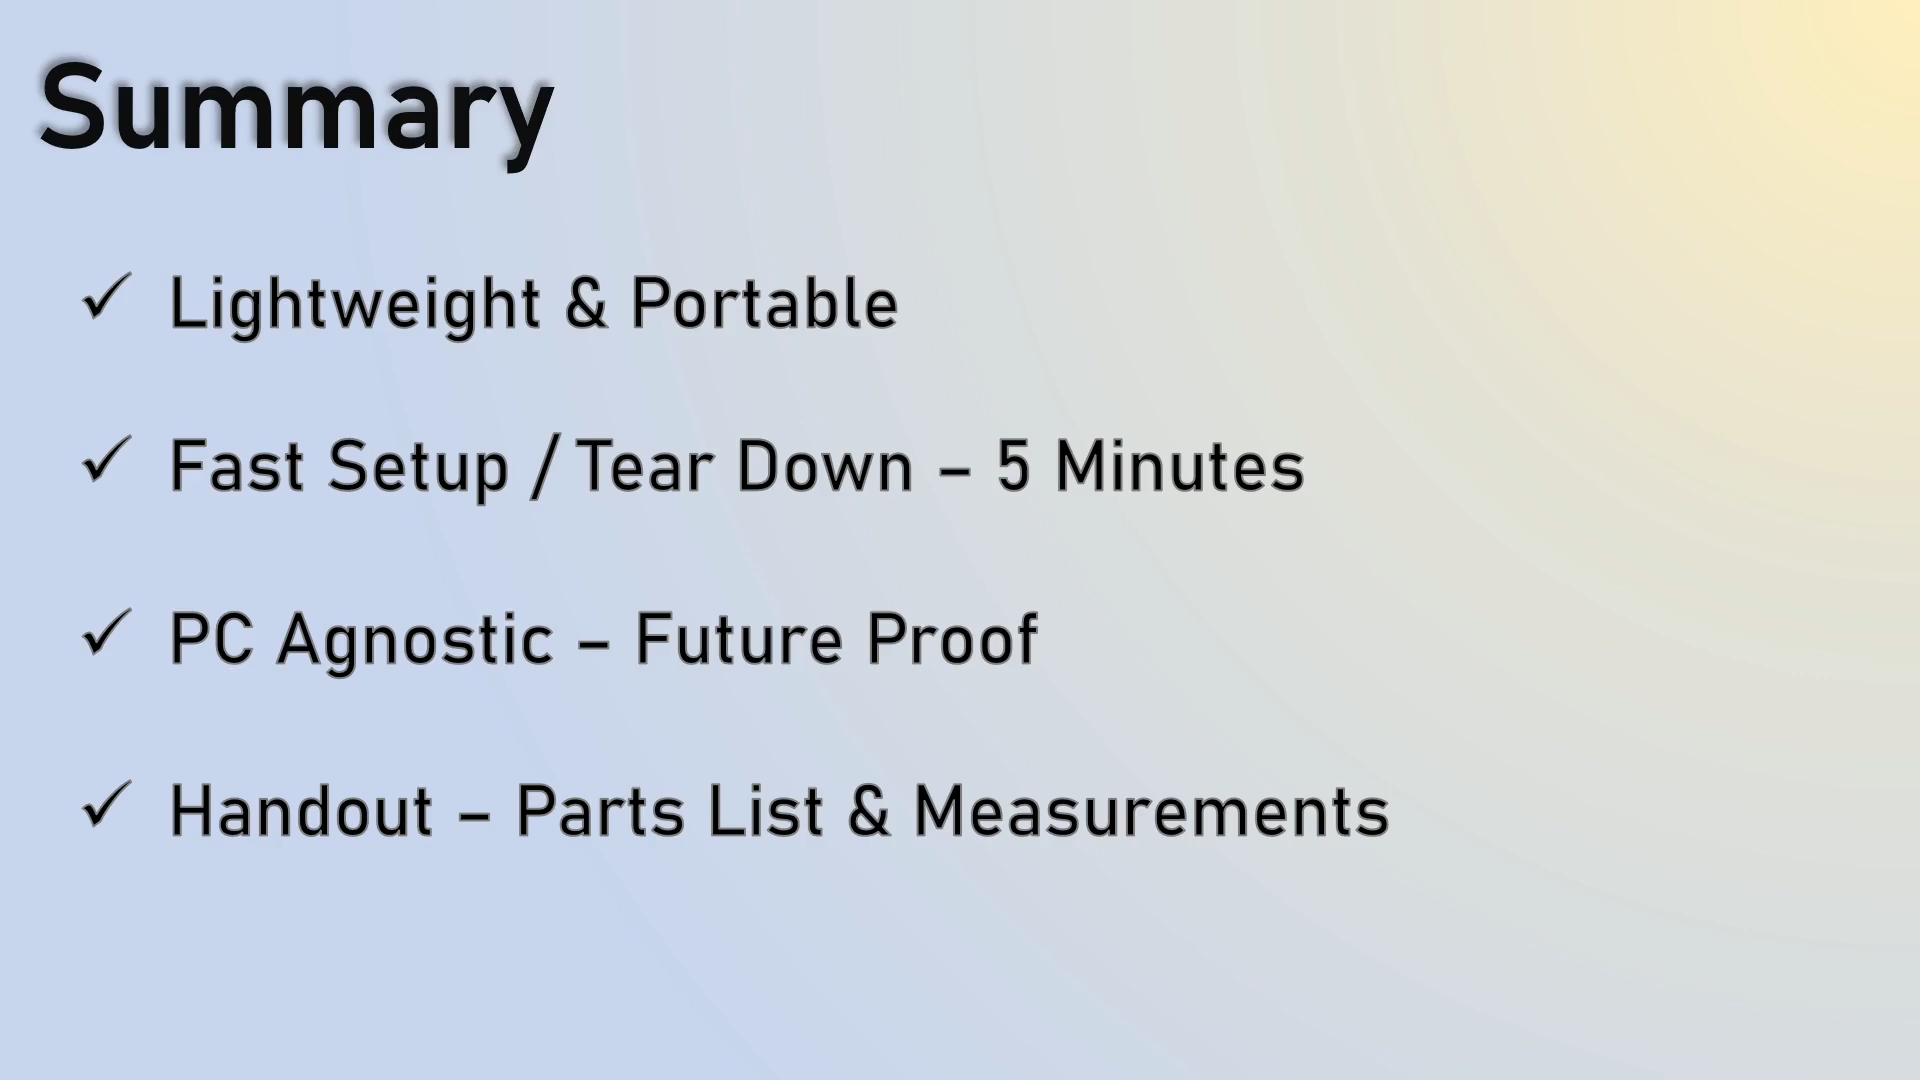 Summary
✓ Lightweight & Portable
✓ Fast Setup / Tear Down – 5 Minutes
✓ PC Agnostic – Future Proof
✓ Handout – Parts List & Measurements